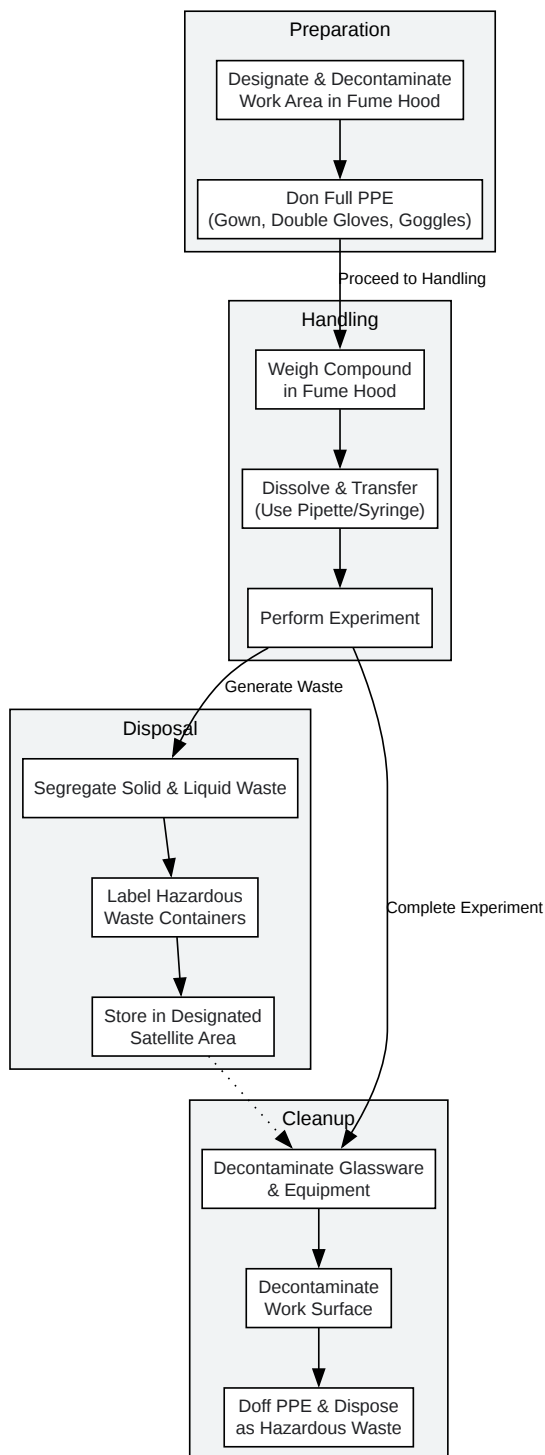 Preparation
Designate & Decontaminate
Work Area in Fume Hood
Don Full PPE
(Gown, Double Gloves, Goggles)
Proceed to Handling
Handling
Weigh Compound
in Fume Hood
Dissolve & Transfer
(Use Pipette/Syringe)
Perform Experiment
Generate Waste
Disposal
Segregate Solid & Liquid Waste
Label Hazardous
Waste Containers
Complete Experiment
Store in Designated
Satellite Area
Cleanup
Decontaminate Glassware
& Equipment
Decontaminate
Work Surface
Doff PPE & Dispose
as Hazardous Waste